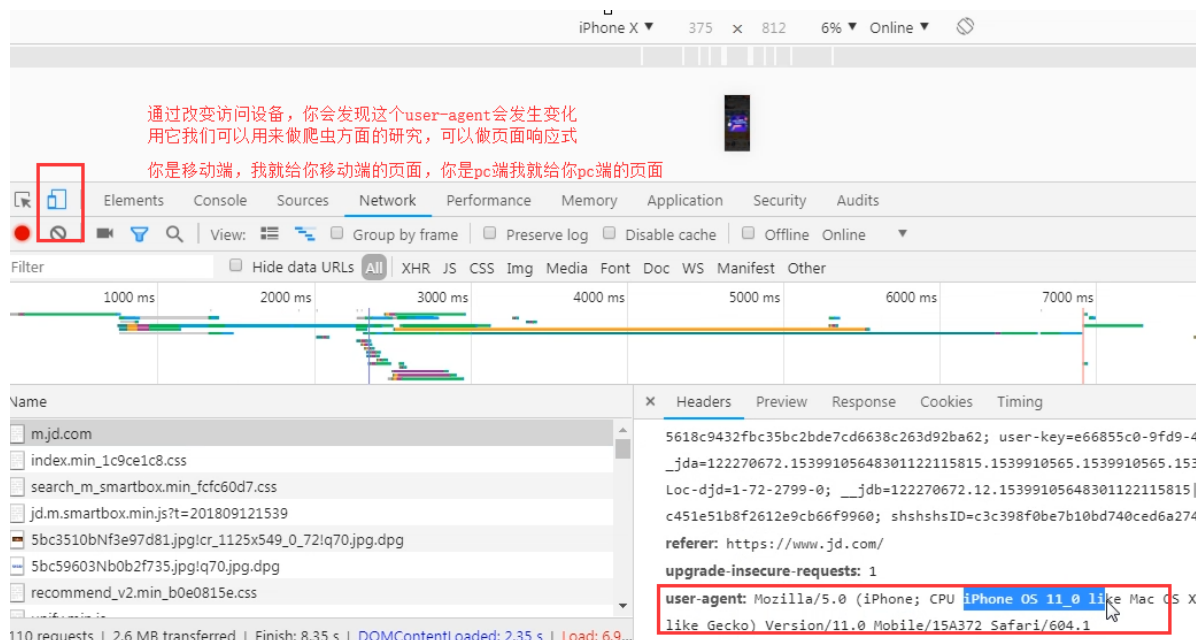 iPhone X ▼ 375 × 812 6% ▼ Online ▼
通过改变访问设备，你会发现这个user-agent会发生变化
用它我们可以用来做爬虫方面的研究，可以做页面响应式
你是移动端，我就给你移动端的页面，你是pc端我就给你pc端的页面
Elements Console Sources Network Performance Memory Application Security Audits
View: Group by frame Preserve log Disable cache Offline Online ▼
Filter Hide data URLs All XHR JS CSS Img Media Font Doc WS Manifest Other
1000 ms 2000 ms 3000 ms 4000 ms 5000 ms 6000 ms 7000 ms
Name
m.jd.com
index.min_1c9ce1c8.css
search_m_smartbox.min_fcfc60d7.css
jd.m.smartbox.min.js?t=201809121539
5bc3510bNf3e97d81.jpg!cr_1125x549_0_72!q70.jpg.dpg
5bc59603Nb0b2f735.jpg!q70.jpg.dpg
recommend_v2.min_b0e0815e.css
110 requests | 2.6 MB transferred | Finish: 8.35 s | DOMContentLoaded: 2.35 s | Load: 6.9...
× Headers Preview Response Cookies Timing
5618c9432fbc35bc2bde7cd6638c263d92ba62; user-key=e66855c0-9fd9-4
_jda=122270672.15399105648301122115815.1539910565.1539910565.153
Loc-djd=1-72-2799-0; __jdb=122270672.12.15399105648301122115815|
c451e51b8f2612e9cb66f9960; shshshsID=c3c398f0be7b10bd740ced6a274
referer: https://www.jd.com/
upgrade-insecure-requests: 1
user-agent: Mozilla/5.0 (iPhone; CPU iPhone OS 11_0 like Mac OS X
like Gecko) Version/11.0 Mobile/15A372 Safari/604.1